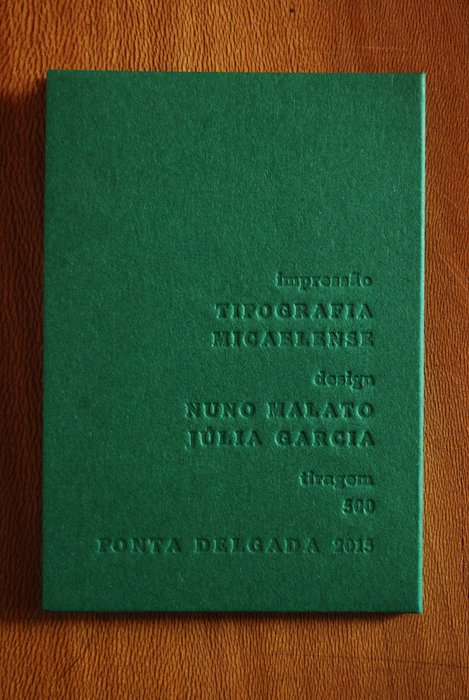 impressão
TIPOGRAFIA
MICAELENSE
design
NUNO MALATO
JÚLIA GARCIA
tiragem
500
PONTA DELGADA 2015